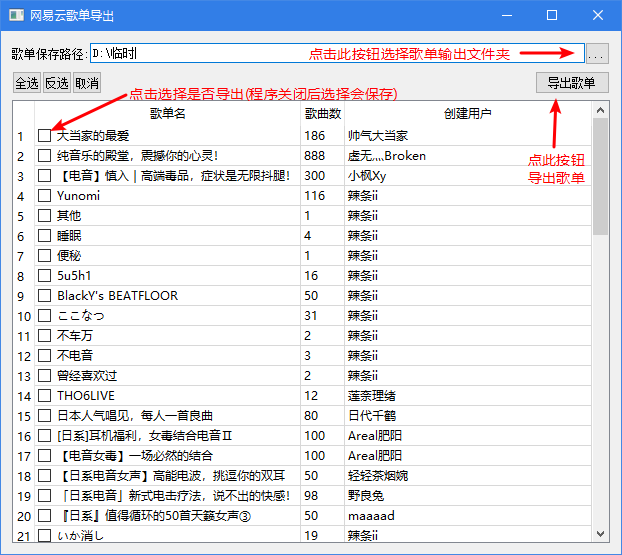 网易云歌单导出
歌单保存路径: D:\临时 点击此按钮选择歌单输出文件夹 ...
全选 反选 取消 点击选择是否导出(程序关闭后选择会保存) 导出歌单
歌单名 歌曲数 创建用户
1 大当家的最爱 186 帅气大当家
2 纯音乐的殿堂，震撼你的心灵！ 888 虚无灬Broken
点此按钮
3 【电音】慎入 | 高端毒品，症状是无限抖腿！ 300 小枫Xy
导出歌单
4 Yunomi 116 辣条ii
5 其他 1 辣条ii
6 睡眠 4 辣条ii
7 便秘 1 辣条ii
8 5u5h1 16 辣条ii
9 BlackY's BEATFLOOR 50 辣条ii
10 ここなつ 31 辣条ii
11 不车万 2 辣条ii
12 不电音 3 辣条ii
13 曾经喜欢过 2 辣条ii
14 THO6LIVE 12 莲奈理绪
15 日本人气唱见，每人一首良曲 80 日代千鹤
16 [日系]耳机福利，女毒结合电音Ⅱ 100 Areal肥阳
17 【电音女毒】一场必然的结合 100 Areal肥阳
18 【日系电音女声】高能电波，挑逗你的双耳 50 轻轻茶烟婉
19 「日系电音」新式电击疗法，说不出的快感！ 98 野良兔
20 『日系』值得循环的50首天籁女声③ 50 maaaad
21 いか消し 19 辣条ii